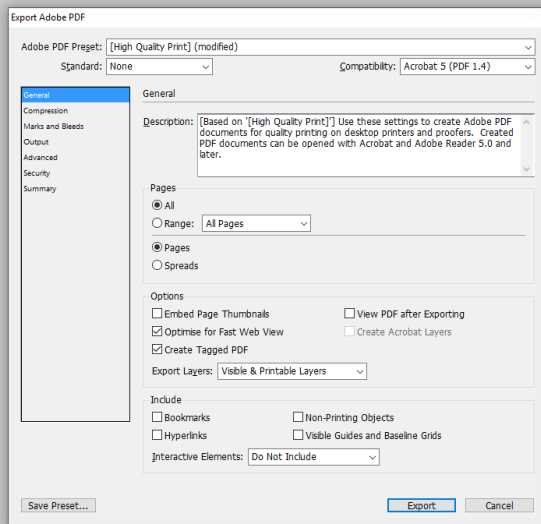 Export Adobe PDF
Adobe PDF Preset: [High Quality Print] (modified)
Standard: None Compatibility: Acrobat 5 (PDF 1.4)
General
Compression
Marks and Bleeds
Output
Advanced
Security
Summary
General
Description: [Based on '[High Quality Print]'] Use these settings to create Adobe PDF
documents for quality printing on desktop printers and proofers. Created
PDF documents can be opened with Acrobat and Adobe Reader 5.0 and
later.
Pages
All
Range: All Pages
Pages
Spreads
Options
Embed Page Thumbnails View PDF after Exporting
Optimise for Fast Web View Create Acrobat Layers
Create Tagged PDF
Export Layers: Visible & Printable Layers
Include
Bookmarks Non-Printing Objects
Hyperlinks Visible Guides and Baseline Grids
Interactive Elements: Do Not Include
Save Preset... Export Cancel